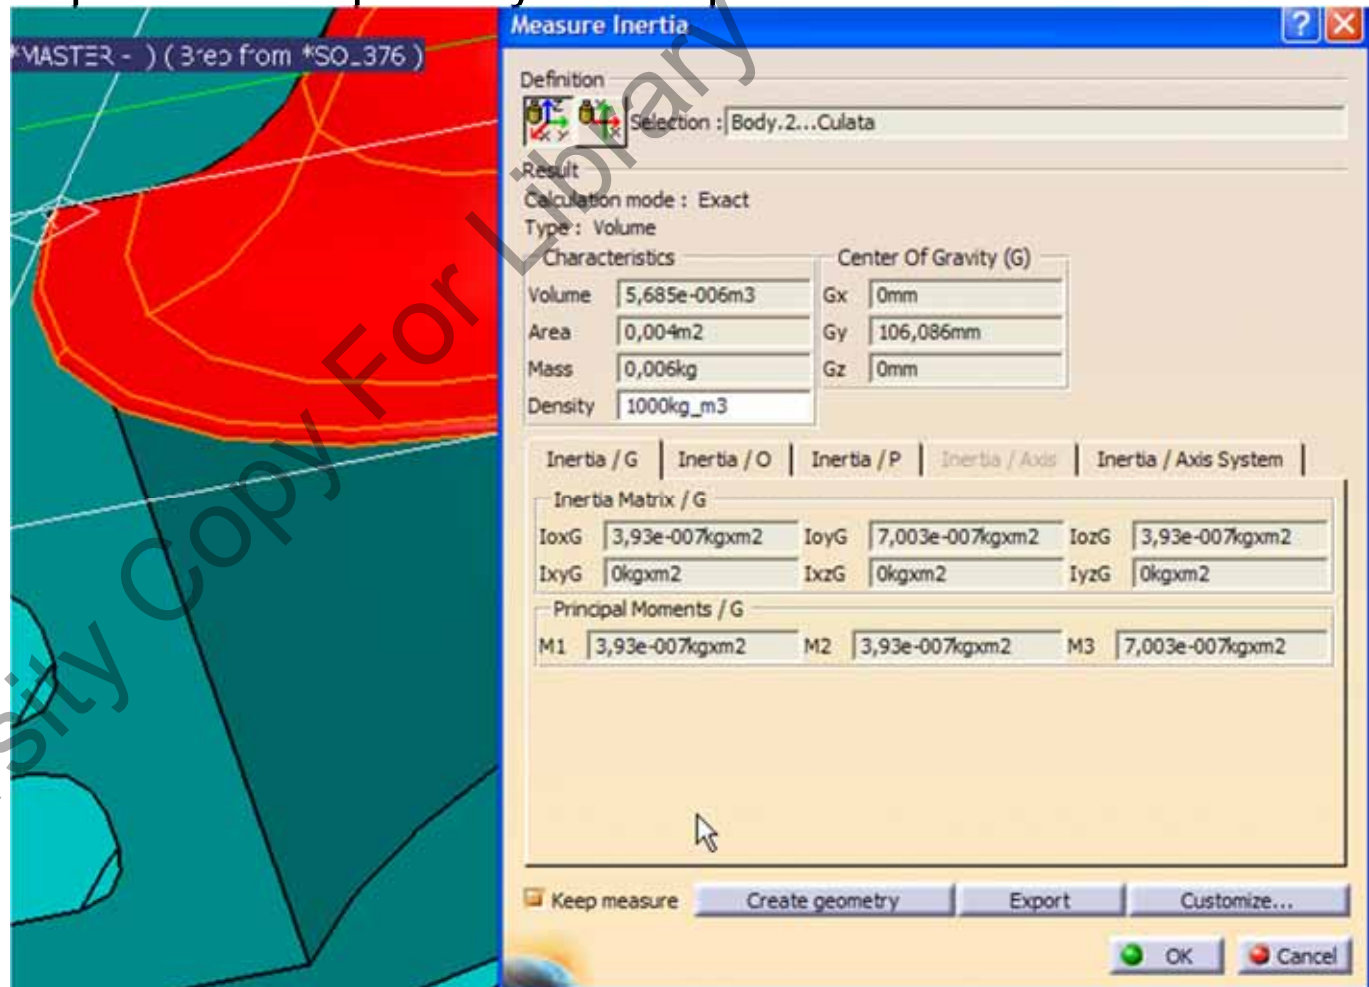 *MASTER - ) ( Brep from *SO_376 )
Measure Inertia
Definition
Selection : Body.2...Culata
Result
Calculation mode : Exact
Type : Volume
Characteristics Center Of Gravity (G)
Volume 5,685e-006m3 Gx 0mm
Area 0,004m2 Gy 106,086mm
Mass 0,006kg Gz 0mm
Density 1000kg_m3
Inertia / G Inertia / O Inertia / P Inertia / Axis Inertia / Axis System
Inertia Matrix / G
IoxG 3,93e-007kgxm2 IoyG 7,003e-007kgxm2 IozG 3,93e-007kgxm2
IxyG 0kgxm2 IxzG 0kgxm2 IyzG 0kgxm2
Principal Moments / G
M1 3,93e-007kgxm2 M2 3,93e-007kgxm2 M3 7,003e-007kgxm2
Keep measure Create geometry Export Customize...
OK Cancel
sity Copy For Library